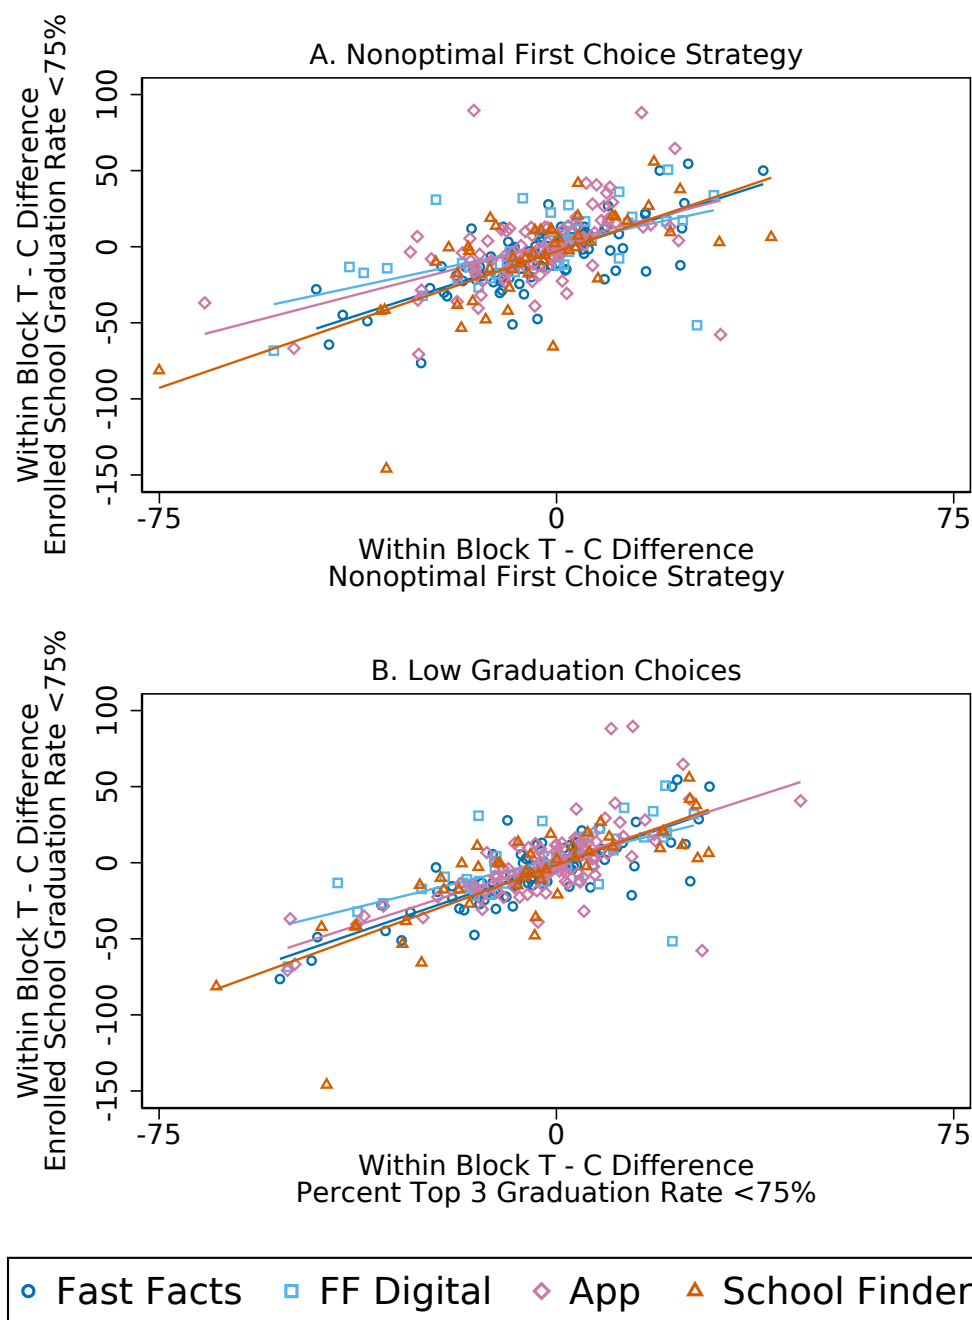 A. Nonoptimal First Choice Strategy
Within Block T - C Difference
Enrolled School Graduation Rate <75%
100
50
0
-50
-100
-150
-75
0
75
Within Block T - C Difference
Nonoptimal First Choice Strategy
B. Low Graduation Choices
Within Block T - C Difference
Enrolled School Graduation Rate <75%
100
50
0
-50
-100
-150
-75
0
75
Within Block T - C Difference
Percent Top 3 Graduation Rate <75%
Fast Facts
FF Digital
App
School Finder